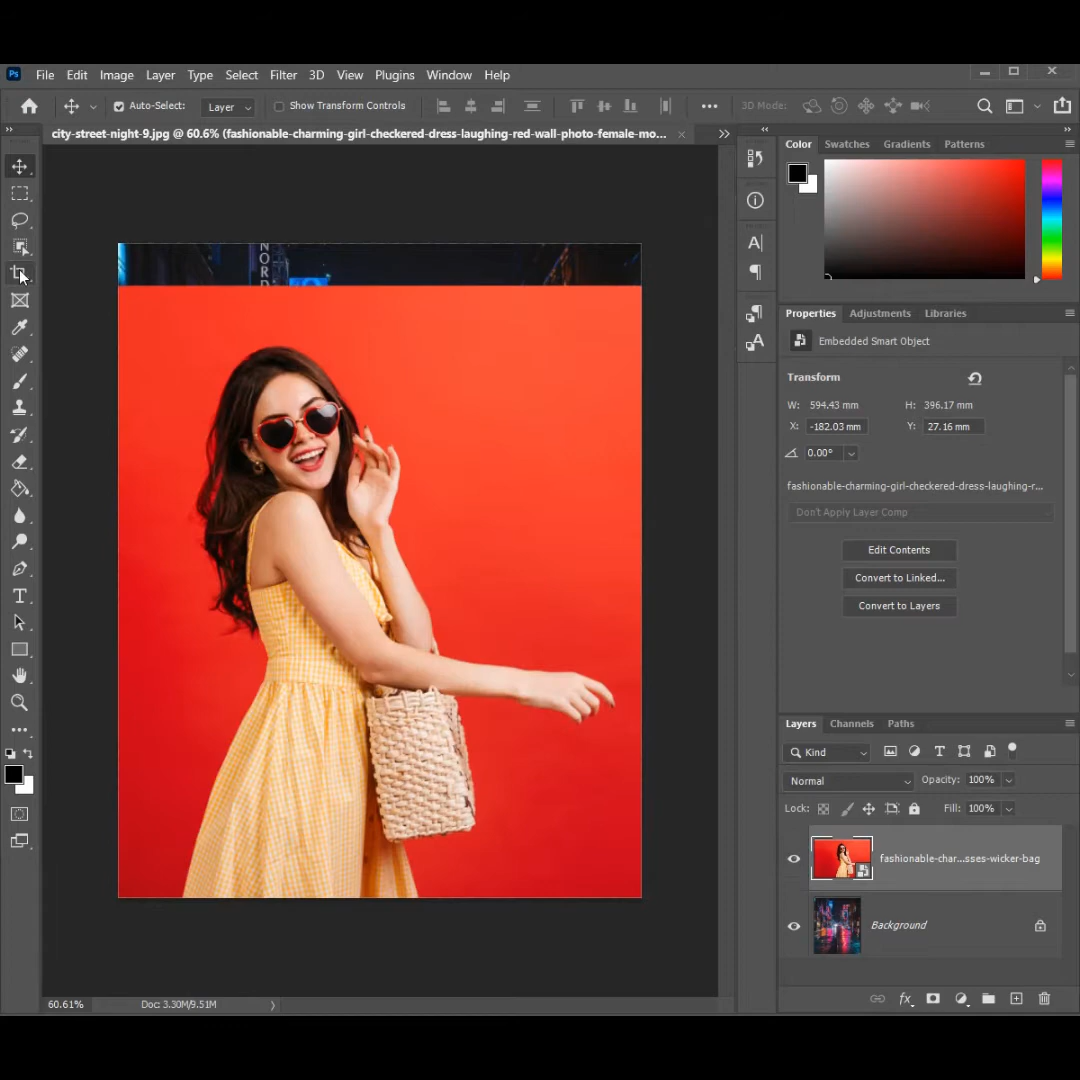 Ps File Edit Image Layer Type Select Filter 3D View Plugins Window Help
Auto-Select: Layer Show Transform Controls 3D Mode:
city-street-night-9.jpg @ 60.6% (fashionable-charming-girl-checkered-dress-laughing-red-wall-photo-female-mo...
Color Swatches Gradients Patterns
NORD
Properties Adjustments Libraries
Embedded Smart Object
Transform
W: 594.43 mm H: 396.17 mm
X: -182.03 mm Y: 27.16 mm
0.00°
fashionable-charming-girl-checkered-dress-laughing-r...
Don't Apply Layer Comp
Edit Contents
Convert to Linked...
Convert to Layers
Layers Channels Paths
Kind
Normal Opacity: 100%
Lock: Fill: 100%
fashionable-char...sses-wicker-bag
Background
60.61% Doc: 3.30M/9.51M